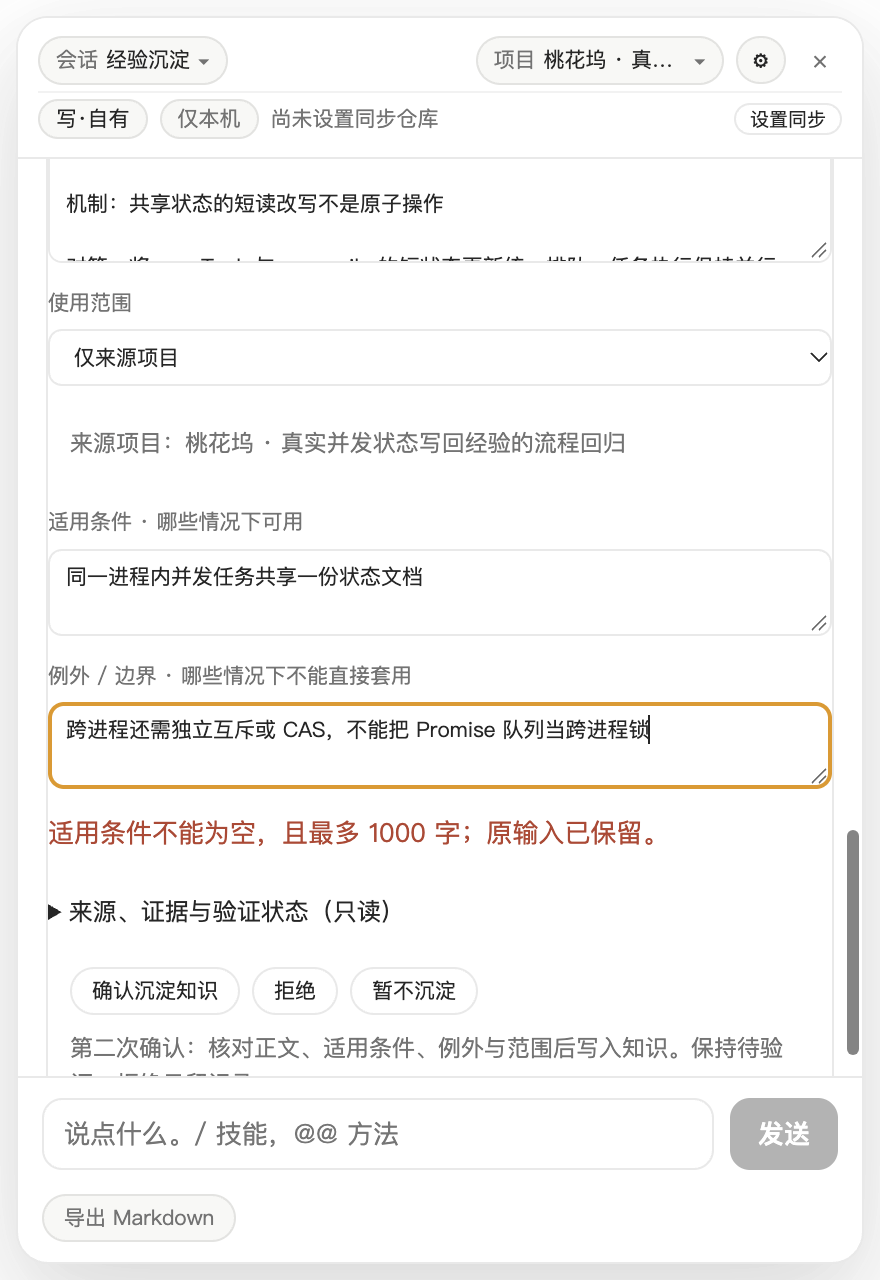 会话 经验沉淀
项目 桃花坞 · 真…
写·自有
仅本机
尚未设置同步仓库
设置同步
机制：共享状态的短读改写不是原子操作
使用范围
仅来源项目
来源项目：桃花坞 · 真实并发状态写回经验的流程回归
适用条件 · 哪些情况下可用
同一进程内并发任务共享一份状态文档
例外 / 边界 · 哪些情况下不能直接套用
跨进程还需独立互斥或 CAS，不能把 Promise 队列当跨进程锁
适用条件不能为空，且最多 1000 字；原输入已保留。
来源、证据与验证状态（只读）
确认沉淀知识
拒绝
暂不沉淀
第二次确认：核对正文、适用条件、例外与范围后写入知识。保持待验
说点什么。/ 技能，@@ 方法
发送
导出 Markdown